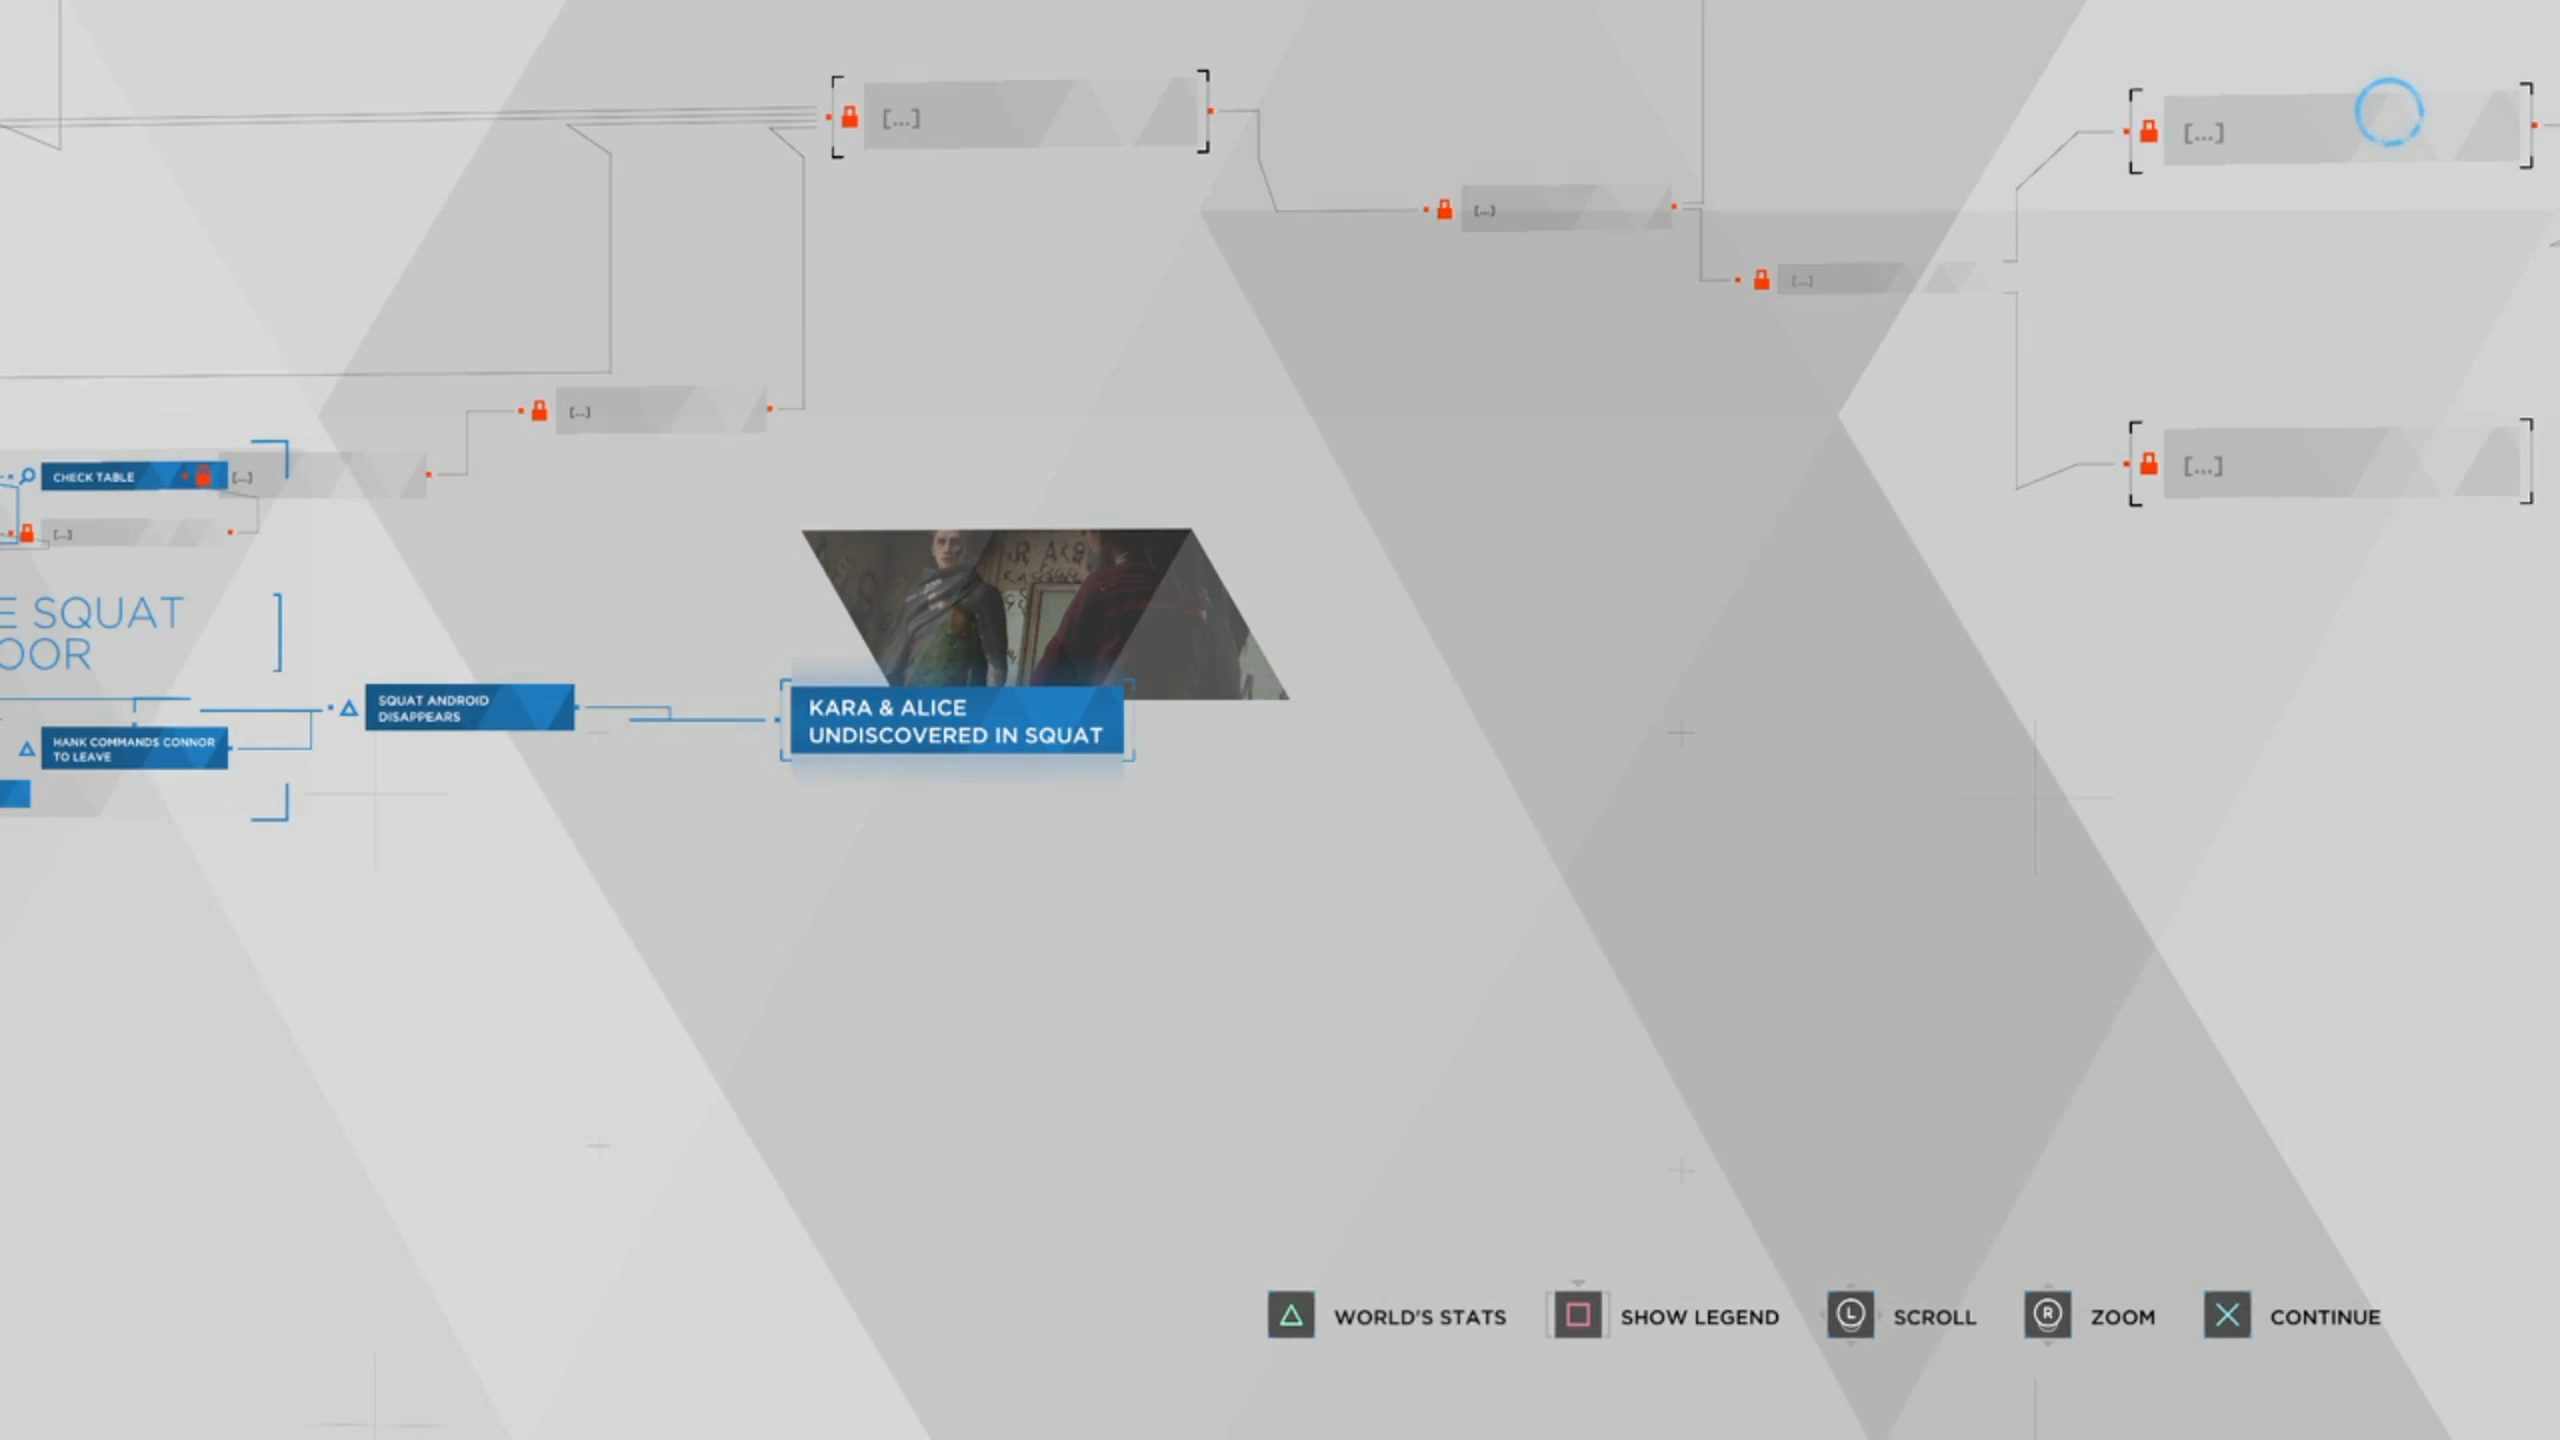 [...]
[...]
[...]
[...]
[...]
CHECK TABLE
[...]
[...]
[...]
E SQUAT
OOR
SQUAT ANDROID
DISAPPEARS
HANK COMMANDS CONNOR
TO LEAVE
KARA & ALICE
UNDISCOVERED IN SQUAT
WORLD'S STATS
SHOW LEGEND
L
SCROLL
R
ZOOM
CONTINUE